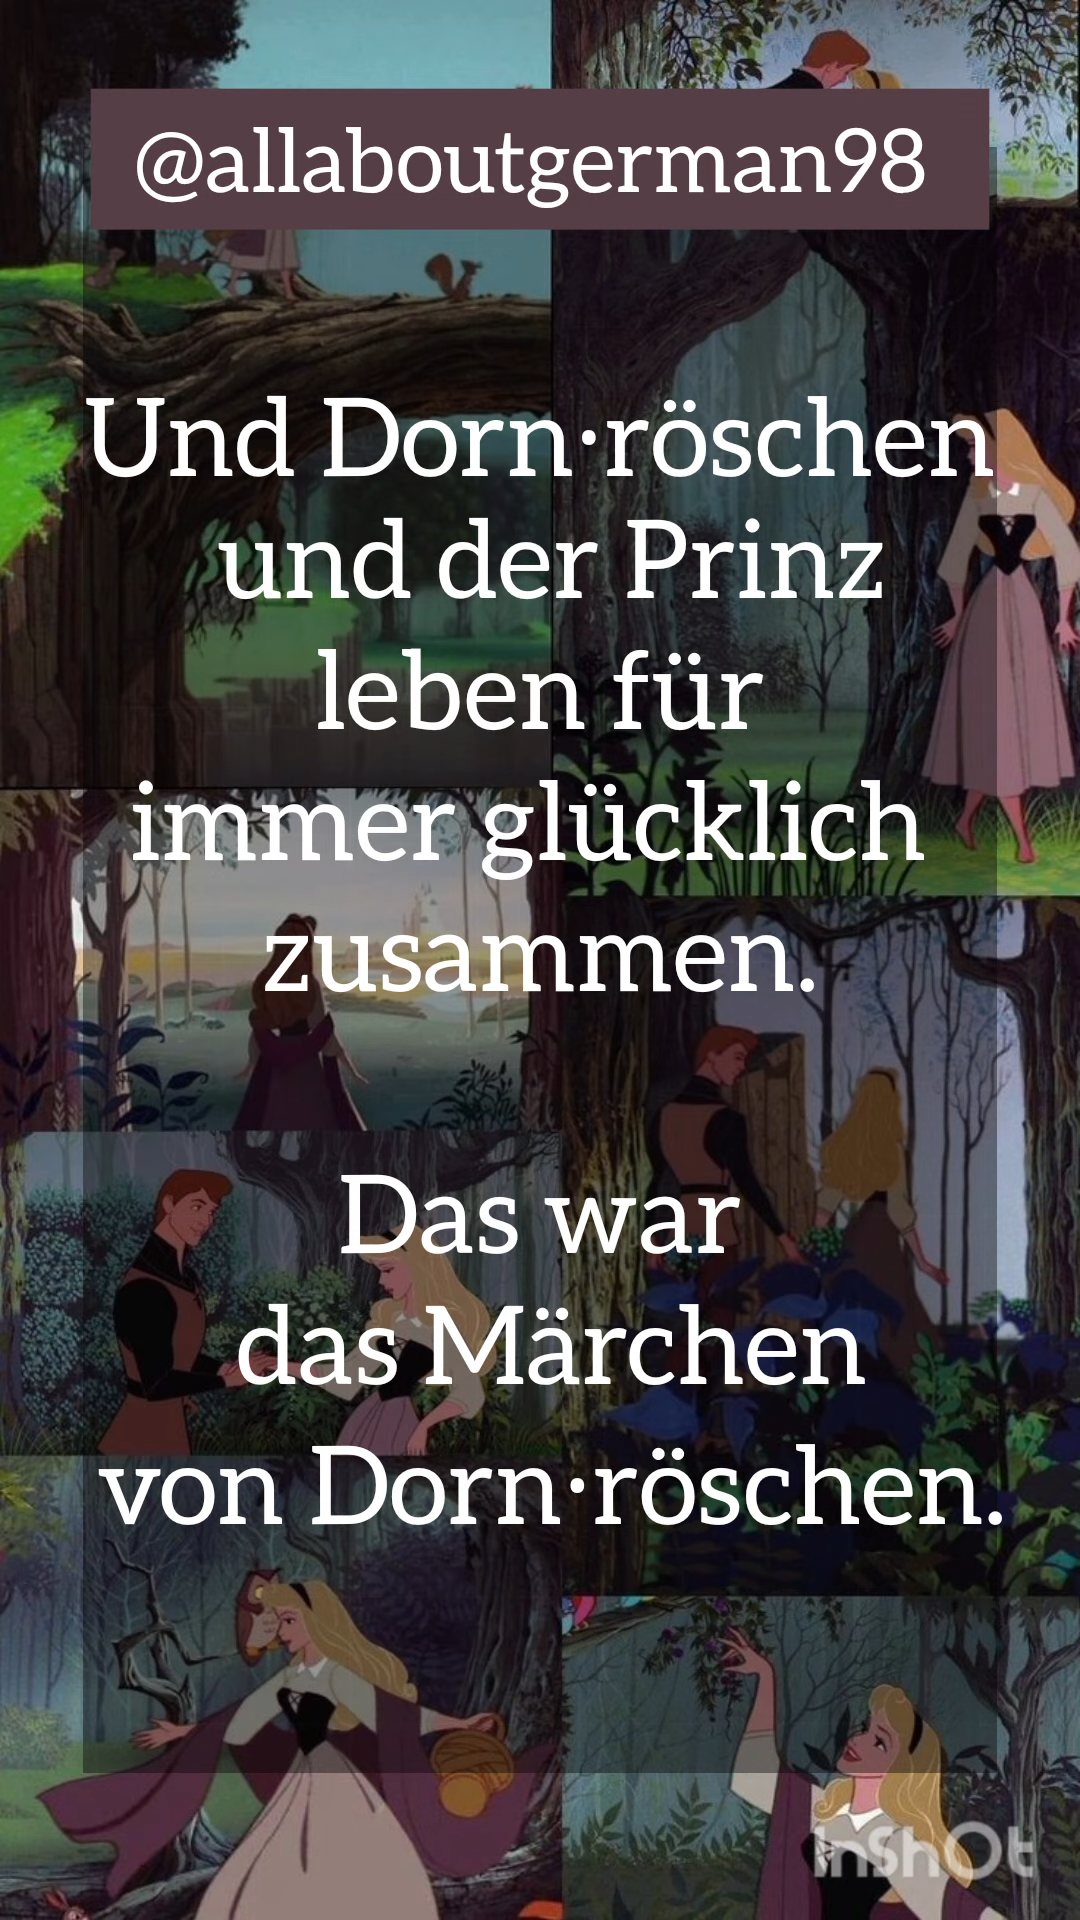 @allaboutgerman98
Und Dorn·röschen
und der Prinz
leben für
immer glücklich
zusammen.
Das war
das Märchen
von Dorn·röschen.
InShOt